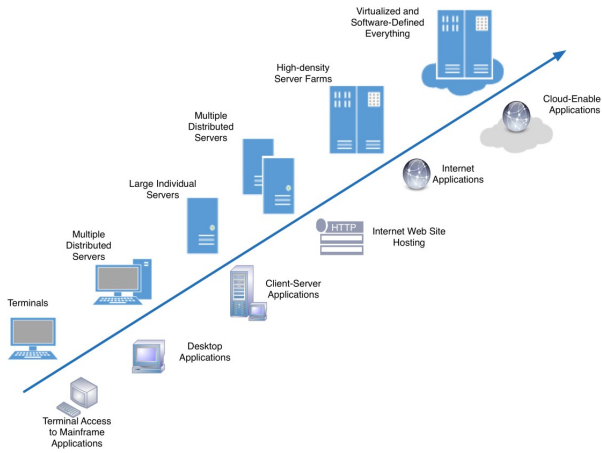 Virtualized and
Software-Defined
Everything
High-density
Server Farms
Cloud-Enable
Applications
Multiple
Distributed
Servers
Internet
Applications
Large Individual
Servers
HTTP
Internet Web Site
Hosting
Multiple
Distributed Servers
Client-Server
Applications
Terminals
Desktop
Applications
Terminal Access
to Mainframe
Applications